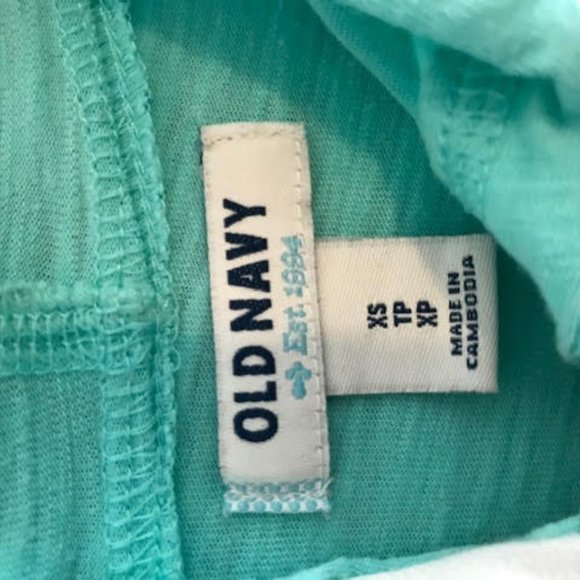 OLD NAVY
Est. 1994
XS
TP
XP
MADE IN
CAMBODIA